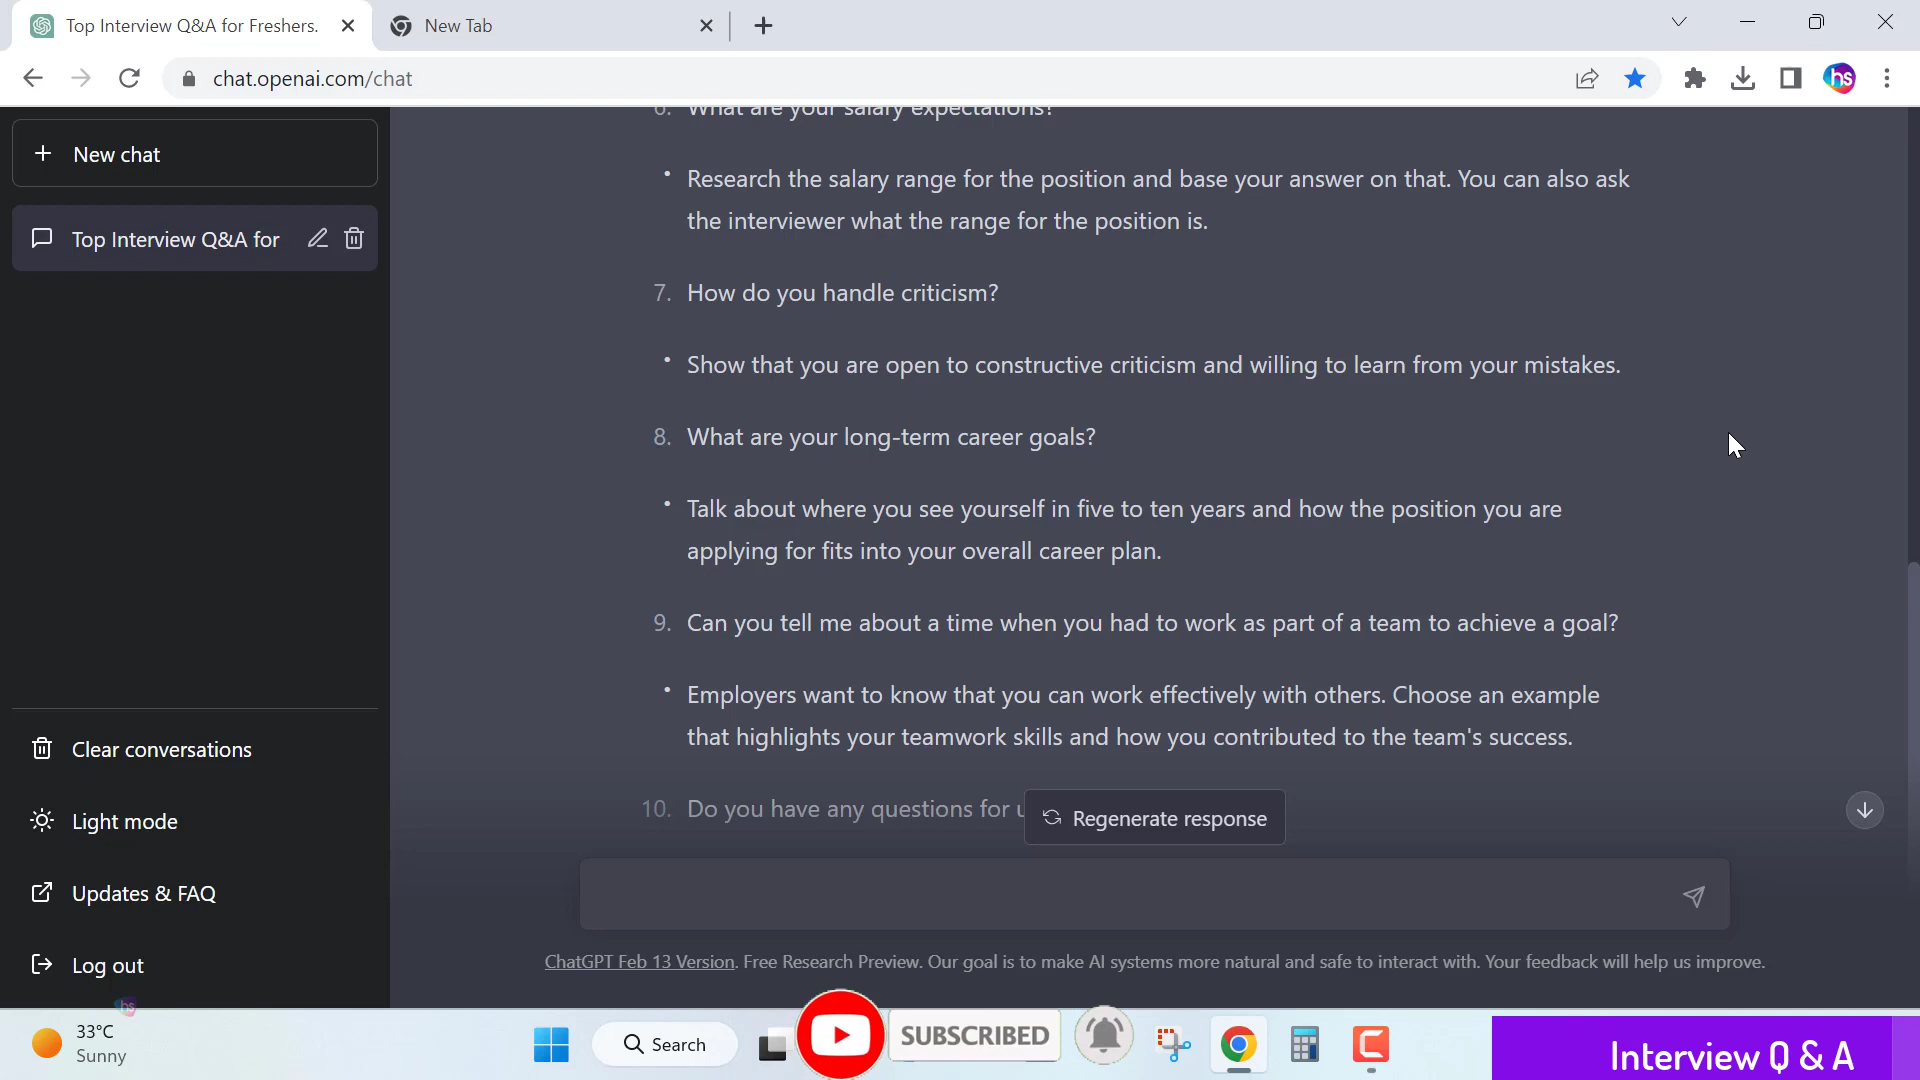 Top Interview Q&A for Freshers.
New Tab
chat.openai.com/chat
hs
New chat
Top Interview Q&A for
6. What are your salary expectations?
• Research the salary range for the position and base your answer on that. You can also ask
the interviewer what the range for the position is.
7. How do you handle criticism?
• Show that you are open to constructive criticism and willing to learn from your mistakes.
8. What are your long-term career goals?
• Talk about where you see yourself in five to ten years and how the position you are
applying for fits into your overall career plan.
9. Can you tell me about a time when you had to work as part of a team to achieve a goal?
• Employers want to know that you can work effectively with others. Choose an example
that highlights your teamwork skills and how you contributed to the team's success.
10. Do you have any questions for
Regenerate response
Clear conversations
Light mode
Updates & FAQ
Log out
ChatGPT Feb 13 Version. Free Research Preview. Our goal is to make AI systems more natural and safe to interact with. Your feedback will help us improve.
hs
33°C
Sunny
Search
SUBSCRIBED
Interview Q & A